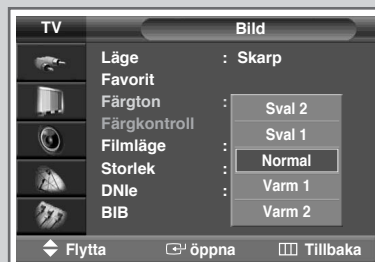 TV Bild
Läge : Skarp
Favorit
Färgton :
Färgkontroll
Filmläge :
Storlek :
DNIe :
BIB
Sval 2
Sval 1
Normal
Varm 1
Varm 2
Flytta öppna Tillbaka